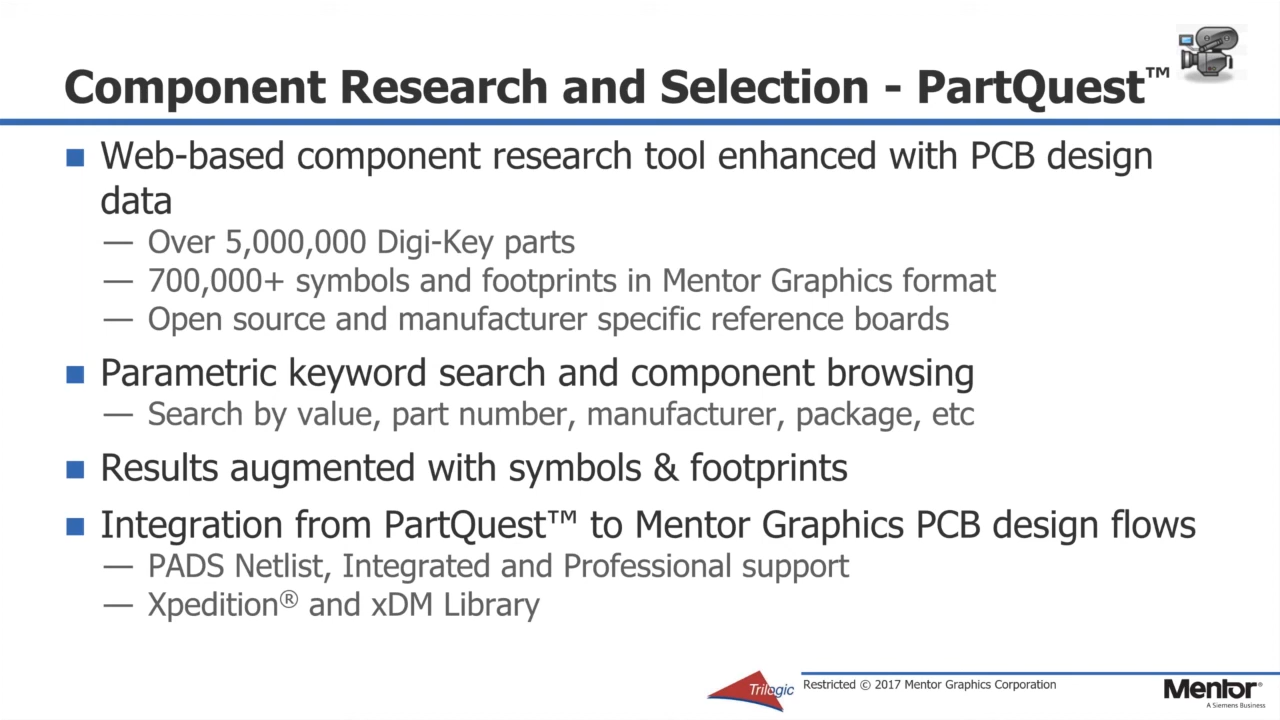 Component Research and Selection - PartQuest™
■ Web-based component research tool enhanced with PCB design
data
— Over 5,000,000 Digi-Key parts
— 700,000+ symbols and footprints in Mentor Graphics format
— Open source and manufacturer specific reference boards
■ Parametric keyword search and component browsing
— Search by value, part number, manufacturer, package, etc
■ Results augmented with symbols & footprints
■ Integration from PartQuest™ to Mentor Graphics PCB design flows
— PADS Netlist, Integrated and Professional support
— Xpedition® and xDM Library
Trilogic
Restricted © 2017 Mentor Graphics Corporation
Mentor®
A Siemens Business